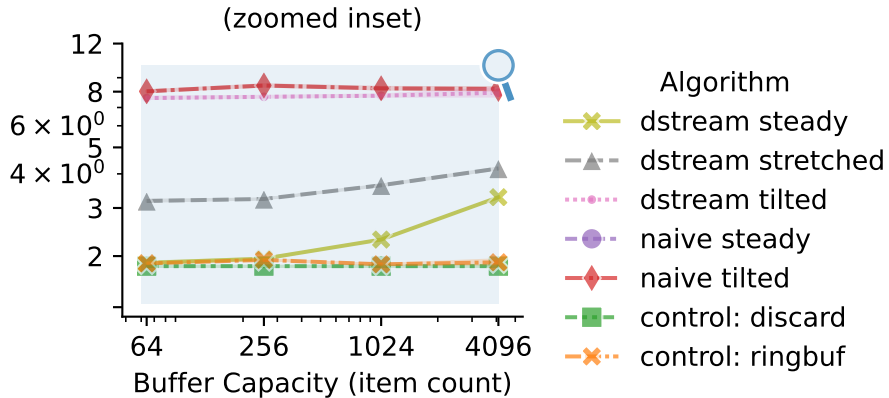 (zoomed inset)
12
8
6 × 10⁰
5
4 × 10⁰
3
2
64 256 1024 4096
Buffer Capacity (item count)
Algorithm
dstream steady
dstream stretched
dstream tilted
naive steady
naive tilted
control: discard
control: ringbuf